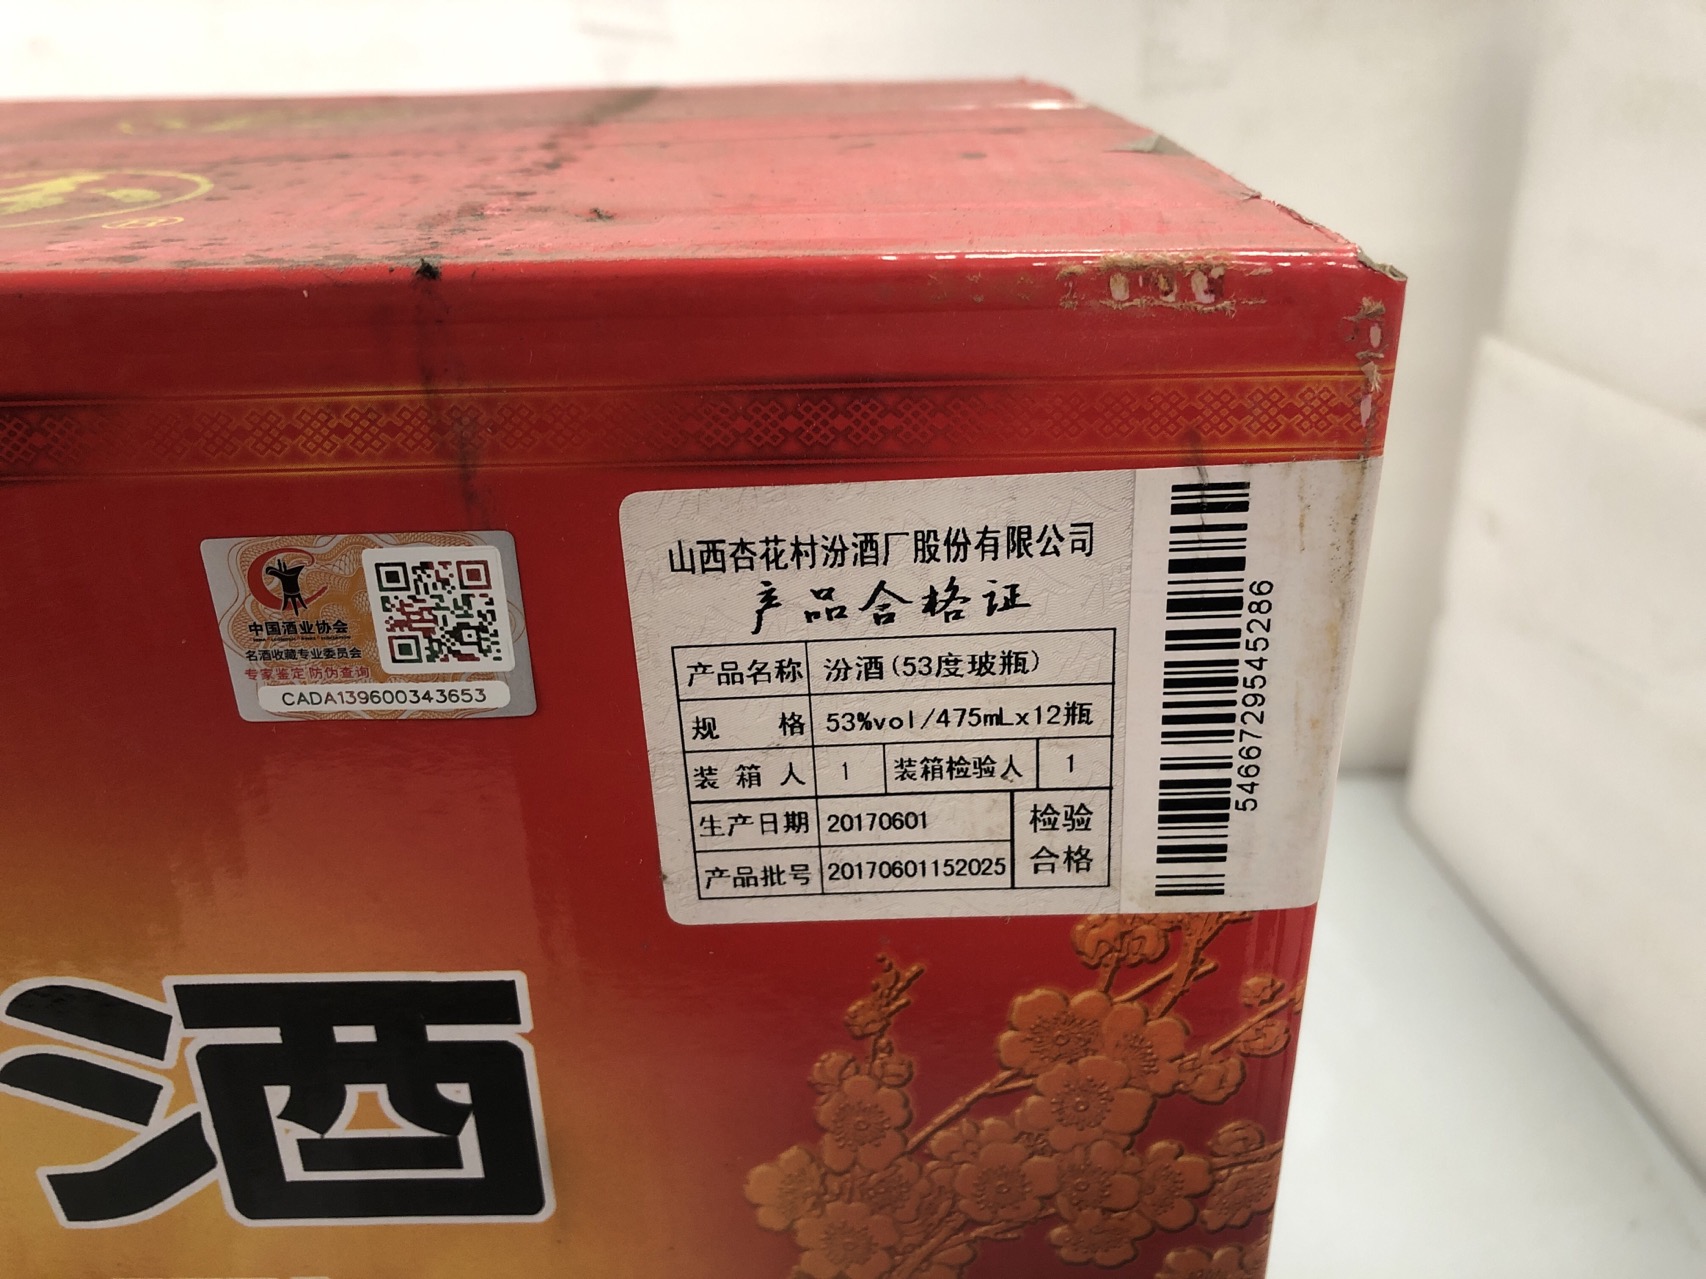 ®
中国酒业协会
名酒收藏专业委员会
专家鉴定 防伪查询
CADA139600343653
山西杏花村汾酒厂股份有限公司
产品合格证
产品名称 汾酒(53度玻瓶)
规 格 53%vol/475mLx12瓶
装箱人 1 装箱检验人 1
生产日期 20170601 检验
产品批号 20170601152025 合格
5466729545286
酒